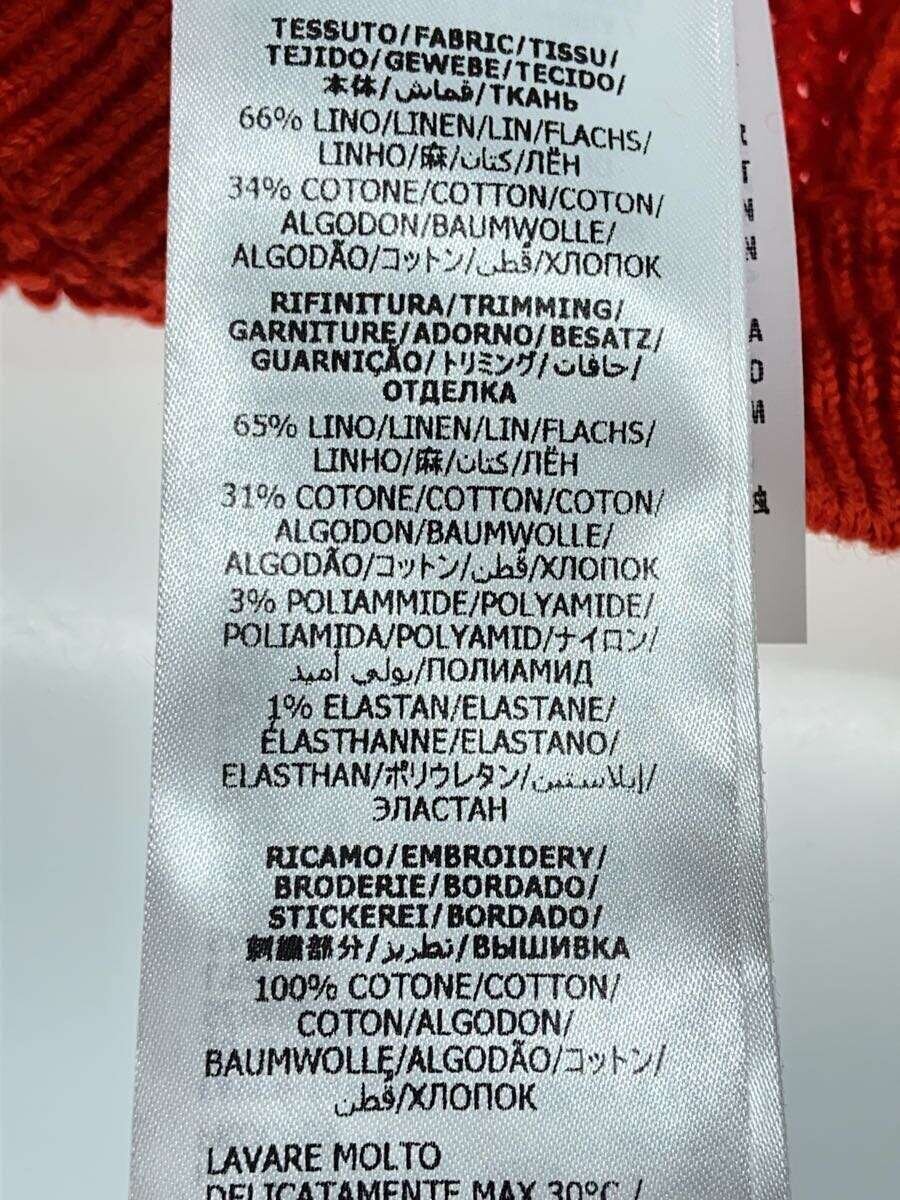 TESSUTO/FABRIC/TISSU/
TEJIDO/GEWEBE/TECIDO/
本体/قماش/ТКАНЬ
66% LINO/LINEN/LIN/FLACHS/
LINHO/麻/كتان/ЛЁН
34% COTONE/COTTON/COTON/
ALGODON/BAUMWOLLE/
ALGODÃO/コットン/قطن/ХЛОПОК
RIFINITURA/TRIMMING/
GARNITURE/ADORNO/BESATZ/
GUARNIÇÃO/トリミング/حافات/
ОТДЕЛКА
65% LINO/LINEN/LIN/FLACHS/
LINHO/麻/كتان/ЛЁН
31% COTONE/COTTON/COTON/
ALGODON/BAUMWOLLE/
ALGODÃO/コットン/قطن/ХЛОПОК
3% POLIAMMIDE/POLYAMIDE/
POLIAMIDA/POLYAMID/ナイロン/
بولي أميد/ПОЛИАМИД
1% ELASTAN/ELASTANE/
ÉLASTHANNE/ELASTANO/
ELASTHAN/ポリウレタン/إيلاستين/
ЭЛАСТАН
RICAMO/EMBROIDERY/
BRODERIE/BORDADO/
STICKEREI/BORDADO/
刺繍部分/تطريز/ВЫШИВКА
100% COTONE/COTTON/
COTON/ALGODON/
BAUMWOLLE/ALGODÃO/コットン/
قطن/ХЛОПОК
LAVARE MOLTO
DELICATAMENTE MAX 30°C /